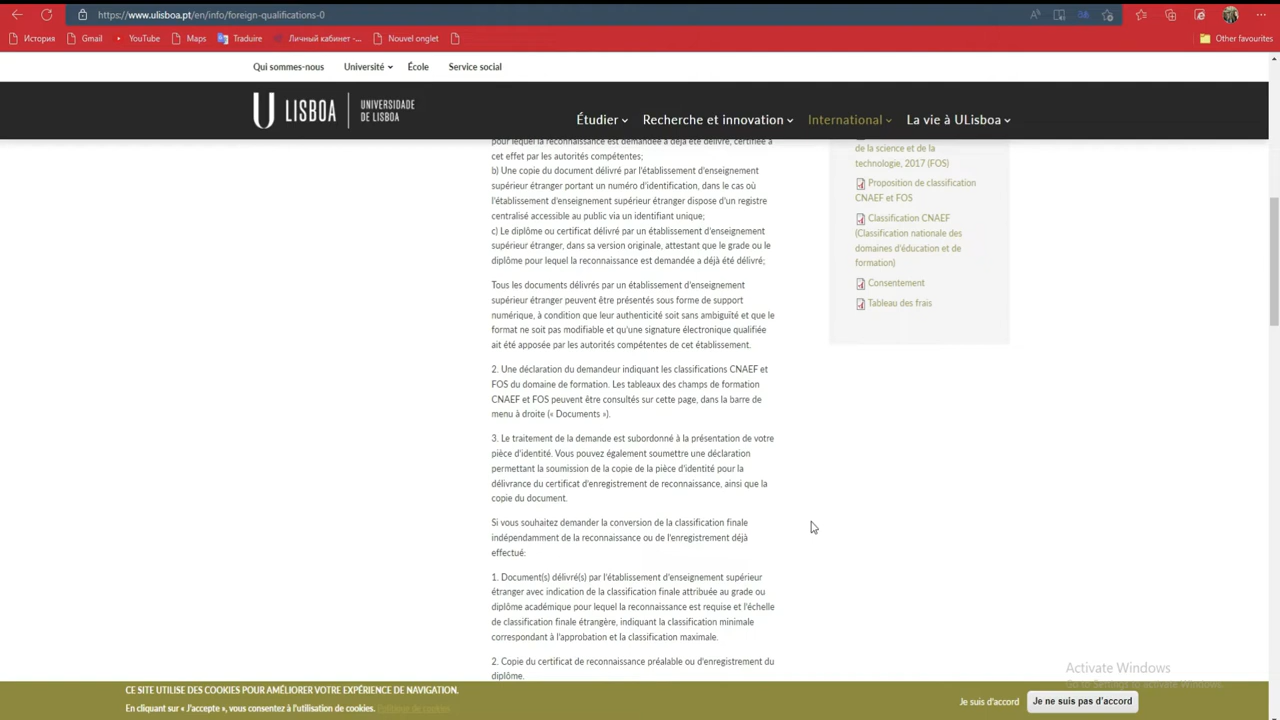 https://www.ulisboa.pt/en/info/foreign-qualifications-0
История
Gmail
YouTube
Maps
Traduire
Личный кабинет -...
Nouvel onglet
Other favourites
Qui sommes-nous
Université
École
Service social
U LISBOA
UNIVERSIDADE
DE LISBOA
Étudier
Recherche et innovation
International
La vie à ULisboa
pour lequel la reconnaissance est demandée a déjà été délivré, certifiée à
cet effet par les autorités compétentes;
b) Une copie du document délivré par l'établissement d'enseignement
supérieur étranger portant un numéro d'identification, dans le cas où
l'établissement d'enseignement supérieur étranger dispose d'un registre
centralisé accessible au public via un identifiant unique;
c) Le diplôme ou certificat délivré par un établissement d'enseignement
supérieur étranger, dans sa version originale, attestant que le grade ou le
diplôme pour lequel la reconnaissance est demandée a déjà été délivré;
Tous les documents délivrés par un établissement d'enseignement
supérieur étranger peuvent être présentés sous forme de support
numérique, à condition que leur authenticité soit sans ambiguïté et que le
format ne soit pas modifiable et qu'une signature électronique qualifiée
ait été apposée par les autorités compétentes de cet établissement.
2. Une déclaration du demandeur indiquant les classifications CNAEF et
FOS du domaine de formation. Les tableaux des champs de formation
CNAEF et FOS peuvent être consultés sur cette page, dans la barre de
menu à droite (« Documents »).
3. Le traitement de la demande est subordonné à la présentation de votre
pièce d'identité. Vous pouvez également soumettre une déclaration
permettant la soumission de la copie de la pièce d'identité pour la
délivrance du certificat d'enregistrement de reconnaissance, ainsi que la
copie du document.
Si vous souhaitez demander la conversion de la classification finale
indépendamment de la reconnaissance ou de l'enregistrement déjà
effectué:
1. Document(s) délivré(s) par l'établissement d'enseignement supérieur
étranger avec indication de la classification finale attribuée au grade ou
diplôme académique pour lequel la reconnaissance est requise et l'échelle
de classification finale étrangère, indiquant la classification minimale
correspondant à l'approbation et la classification maximale.
2. Copie du certificat de reconnaissance préalable ou d'enregistrement du
diplôme.
de la science et de la
technologie, 2017 (FOS)
Proposition de classification
CNAEF et FOS
Classification CNAEF
(Classification nationale des
domaines d'éducation et de
formation)
Consentement
Tableau des frais
Activate Windows
Go to Settings to activate Windows.
CE SITE UTILISE DES COOKIES POUR AMÉLIORER VOTRE EXPÉRIENCE DE NAVIGATION.
En cliquant sur « J'accepte », vous consentez à l'utilisation de cookies. Politique de cookies
Je suis d'accord
Je ne suis pas d'accord